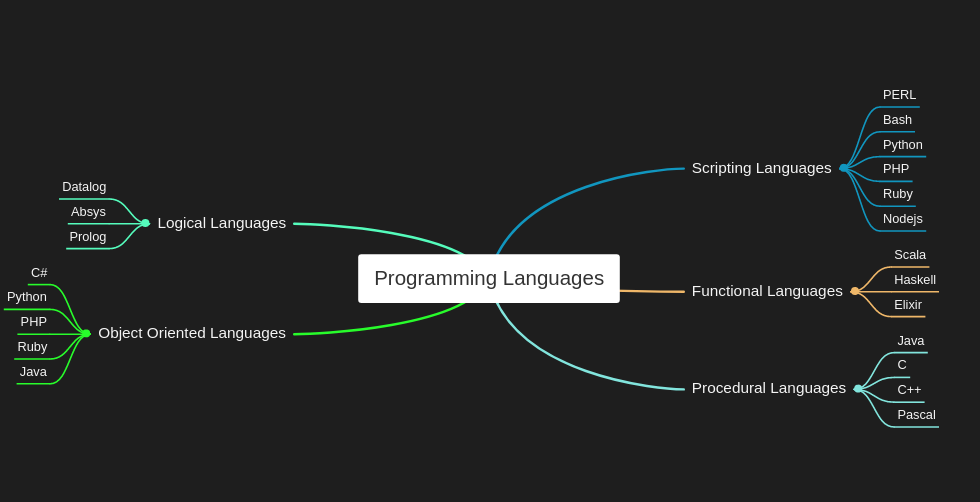 Programming Languages
Scripting Languages
PERL
Bash
Python
PHP
Ruby
Nodejs
Functional Languages
Scala
Haskell
Elixir
Procedural Languages
Java
C
C++
Pascal
Logical Languages
Datalog
Absys
Prolog
Object Oriented Languages
C#
Python
PHP
Ruby
Java